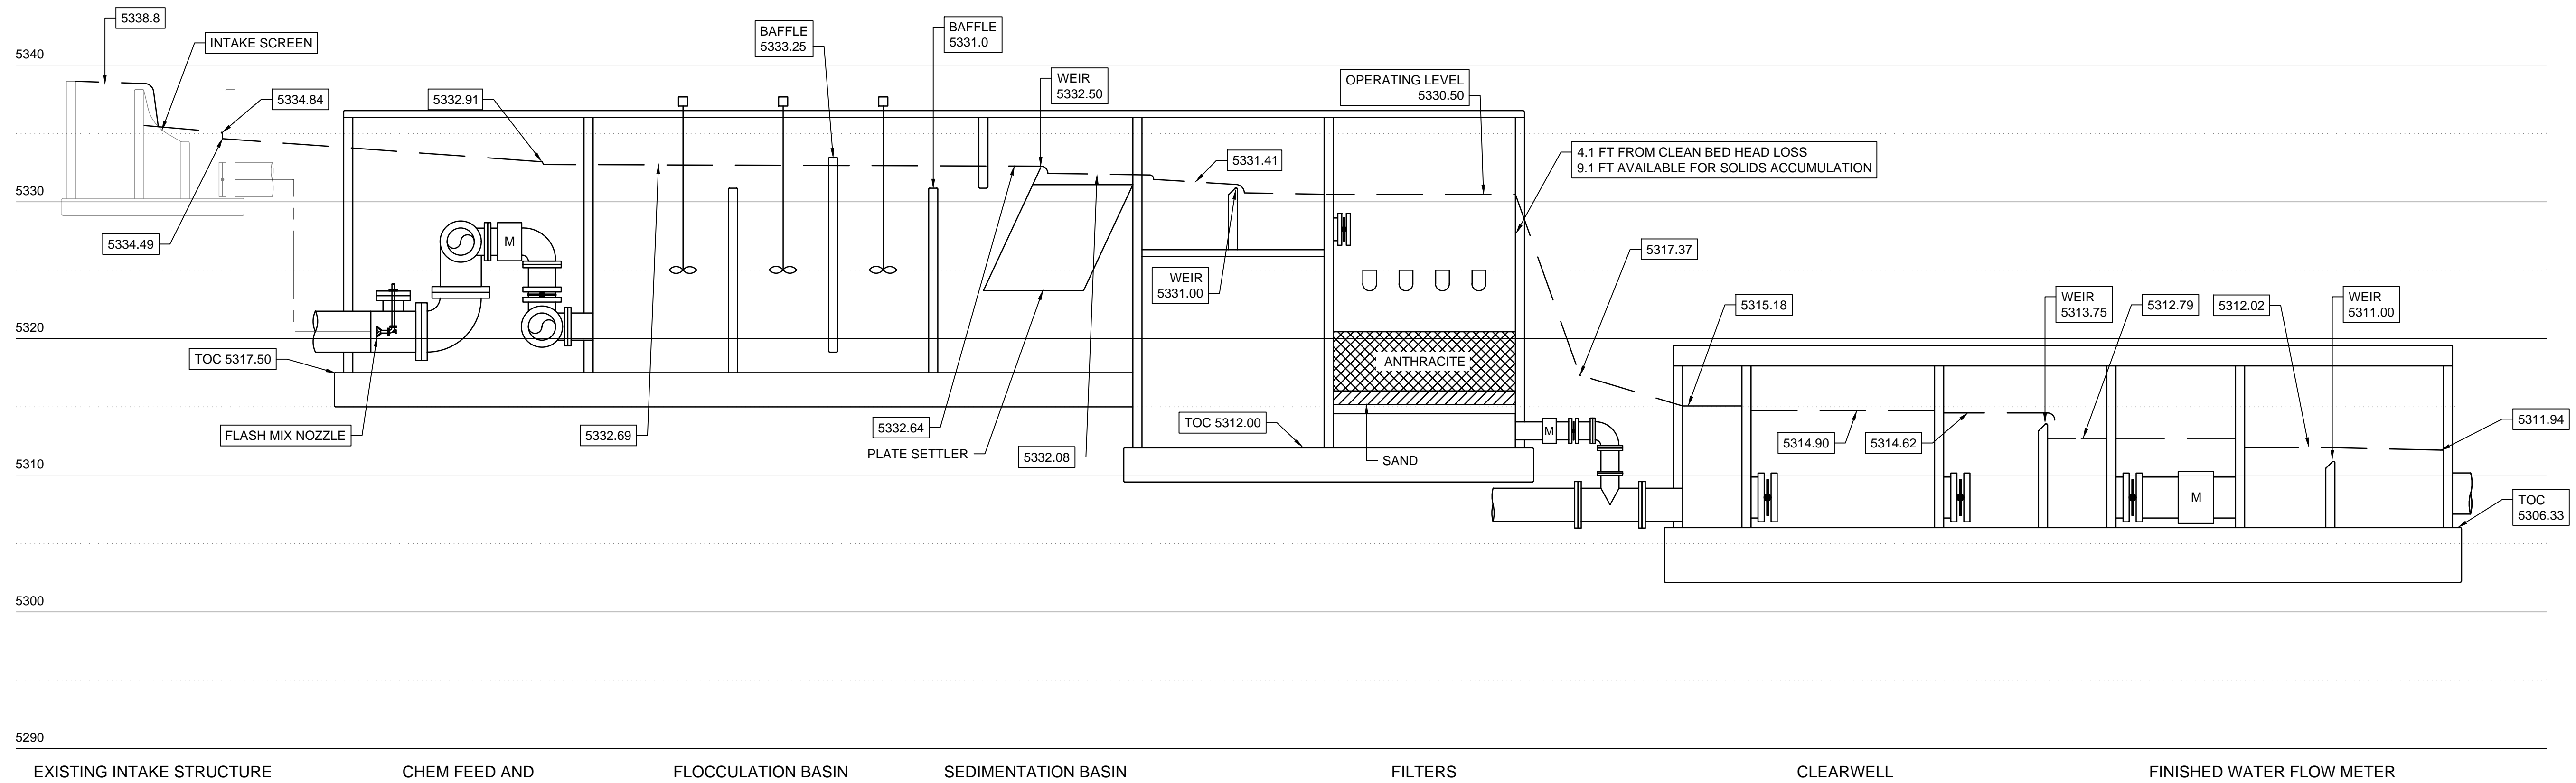 5338.8
INTAKE SCREEN
BAFFLE
5333.25
BAFFLE
5331.0
5340
WEIR
5332.50
OPERATING LEVEL
5330.50
5334.84
5332.91
4.1 FT FROM CLEAN BED HEAD LOSS
9.1 FT AVAILABLE FOR SOLIDS ACCUMULATION
5331.41
5330
5334.49
M
5317.37
WEIR
5331.00
5315.18
WEIR
5313.75
5312.79
5312.02
WEIR
5311.00
5320
TOC 5317.50
ANTHRACITE
FLASH MIX NOZZLE
5332.69
5332.64
PLATE SETTLER
5332.08
TOC 5312.00
SAND
M
5314.90
5314.62
5311.94
5310
M
TOC
5306.33
5300
5290
EXISTING INTAKE STRUCTURE
CHEM FEED AND
FLOCCULATION BASIN
SEDIMENTATION BASIN
FILTERS
CLEARWELL
FINISHED WATER FLOW METER